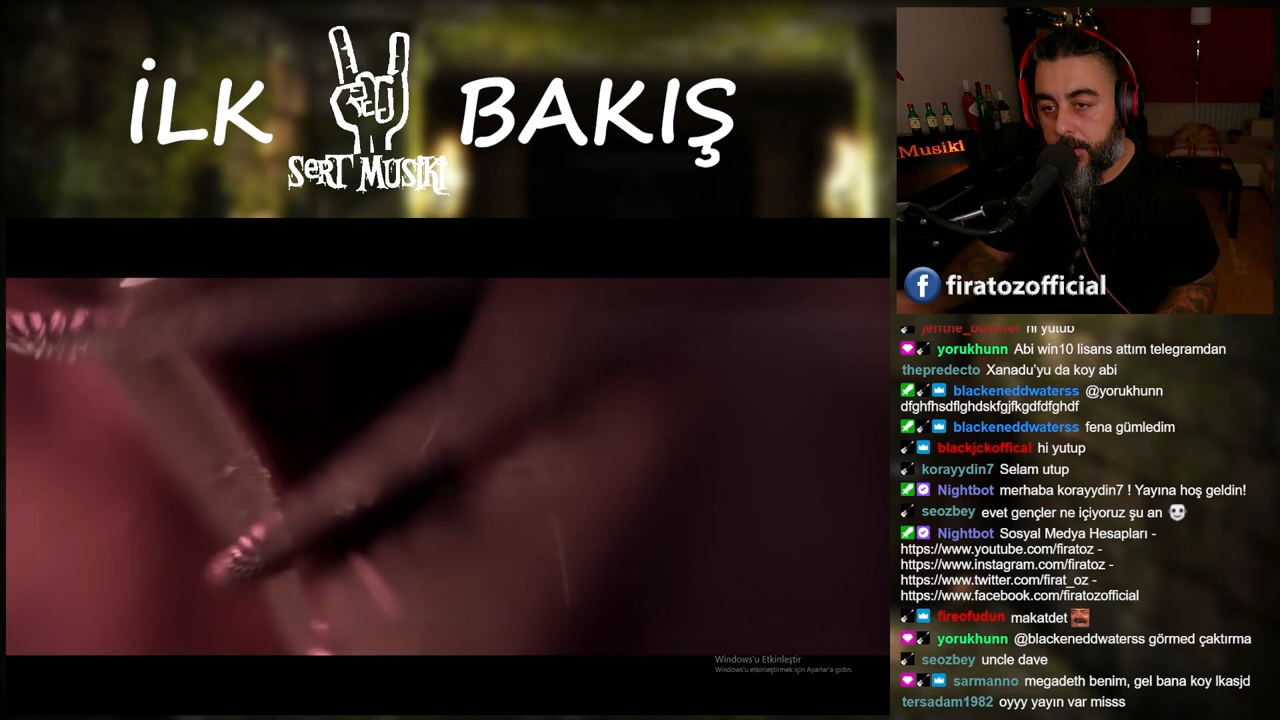 İLK BAKIŞ
SERT MUSIKI
Musiki
f firatozofficial
jeffthe_butcher hi yutub
yorukhunn Abi win10 lisans attım telegramdan
thepredecto Xanadu'yu da koy abi
blackeneddwaterss @yorukhunn
dfghfhsdflghdskfgjfkgdfdfghdf
blackeneddwaterss fena gümledim
blackjckoffical hi yutup
korayydin7 Selam utup
Nightbot merhaba korayydin7 ! Yayına hoş geldin!
seozbey evet gençler ne içiyoruz şu an
Nightbot Sosyal Medya Hesapları -
https://www.youtube.com/firatoz -
https://www.instagram.com/firatoz -
https://www.twitter.com/firat_oz -
https://www.facebook.com/firatozofficial
fireofudun makatdet
yorukhunn @blackeneddwaterss görmed çaktırma
seozbey uncle dave
sarmanno megadeth benim, gel bana koy lkasjd
tersadam1982 oyyy yayın var misss
Windows'u Etkinleştir
Windows'u etkinleştirmek için Ayarlar'a gidin.